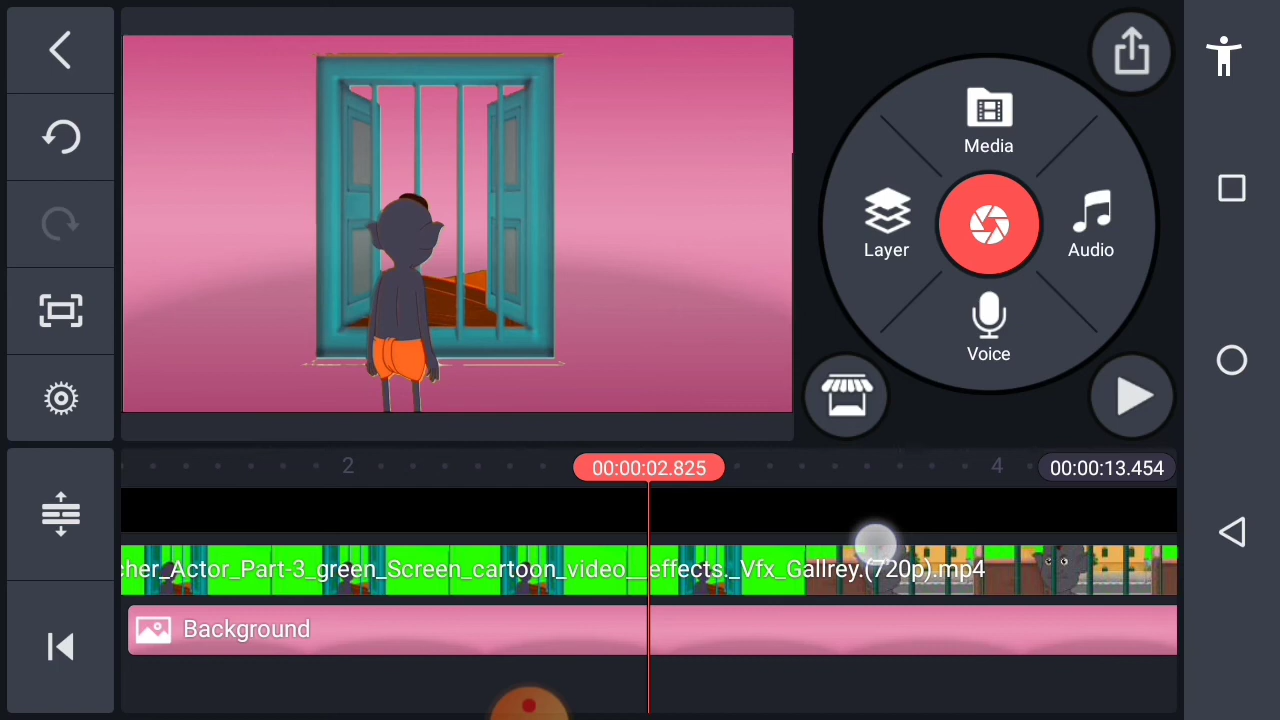 Media
Layer
Audio
Voice
2
00:00:02.825
4
00:00:13.454
cher_Actor_Part-3_green_Screen_cartoon_video__effects._Vfx_Gallrey.(720p).mp4
Background